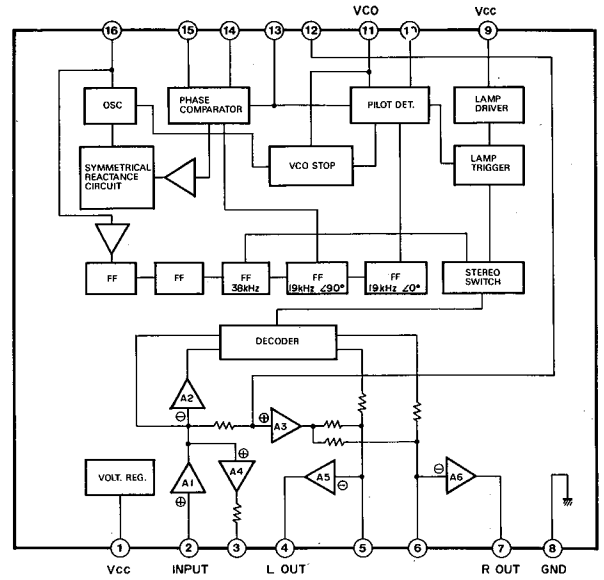 VCO
Vcc
16
15
14
13
12
11
10
9
OSC
PHASE
COMPARATOR
PILOT DET.
LAMP
DRIVER
SYMMETRICAL
REACTANCE
CIRCUIT
VCO STOP
LAMP
TRIGGER
FF
FF
FF
38kHz
FF
19kHz ∠90°
FF
19kHz ∠0°
STEREO
SWITCH
DECODER
A2
⊖
⊕
A3
⊕
A4
VOLT. REG.
A1
⊕
A5
⊖
⊖
A6
1
2
3
4
5
6
7
8
Vcc
INPUT
L OUT
R OUT
GND